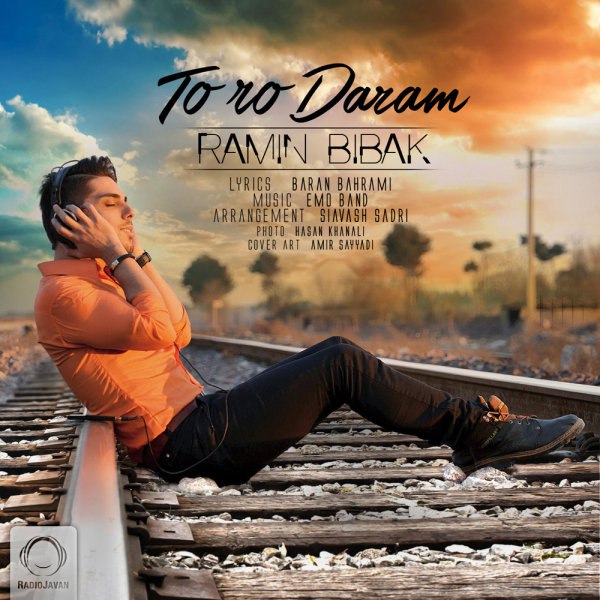 To ro Daram
RAMIN BIBAK
LYRICS BARAN BAHRAMI
MUSIC EMO BAND
ARRANGEMENT SIAVASH SADRI
PHOTO HASAN KHANALI
COVER ART AMIR SAYYADI
RADIOJAVAN